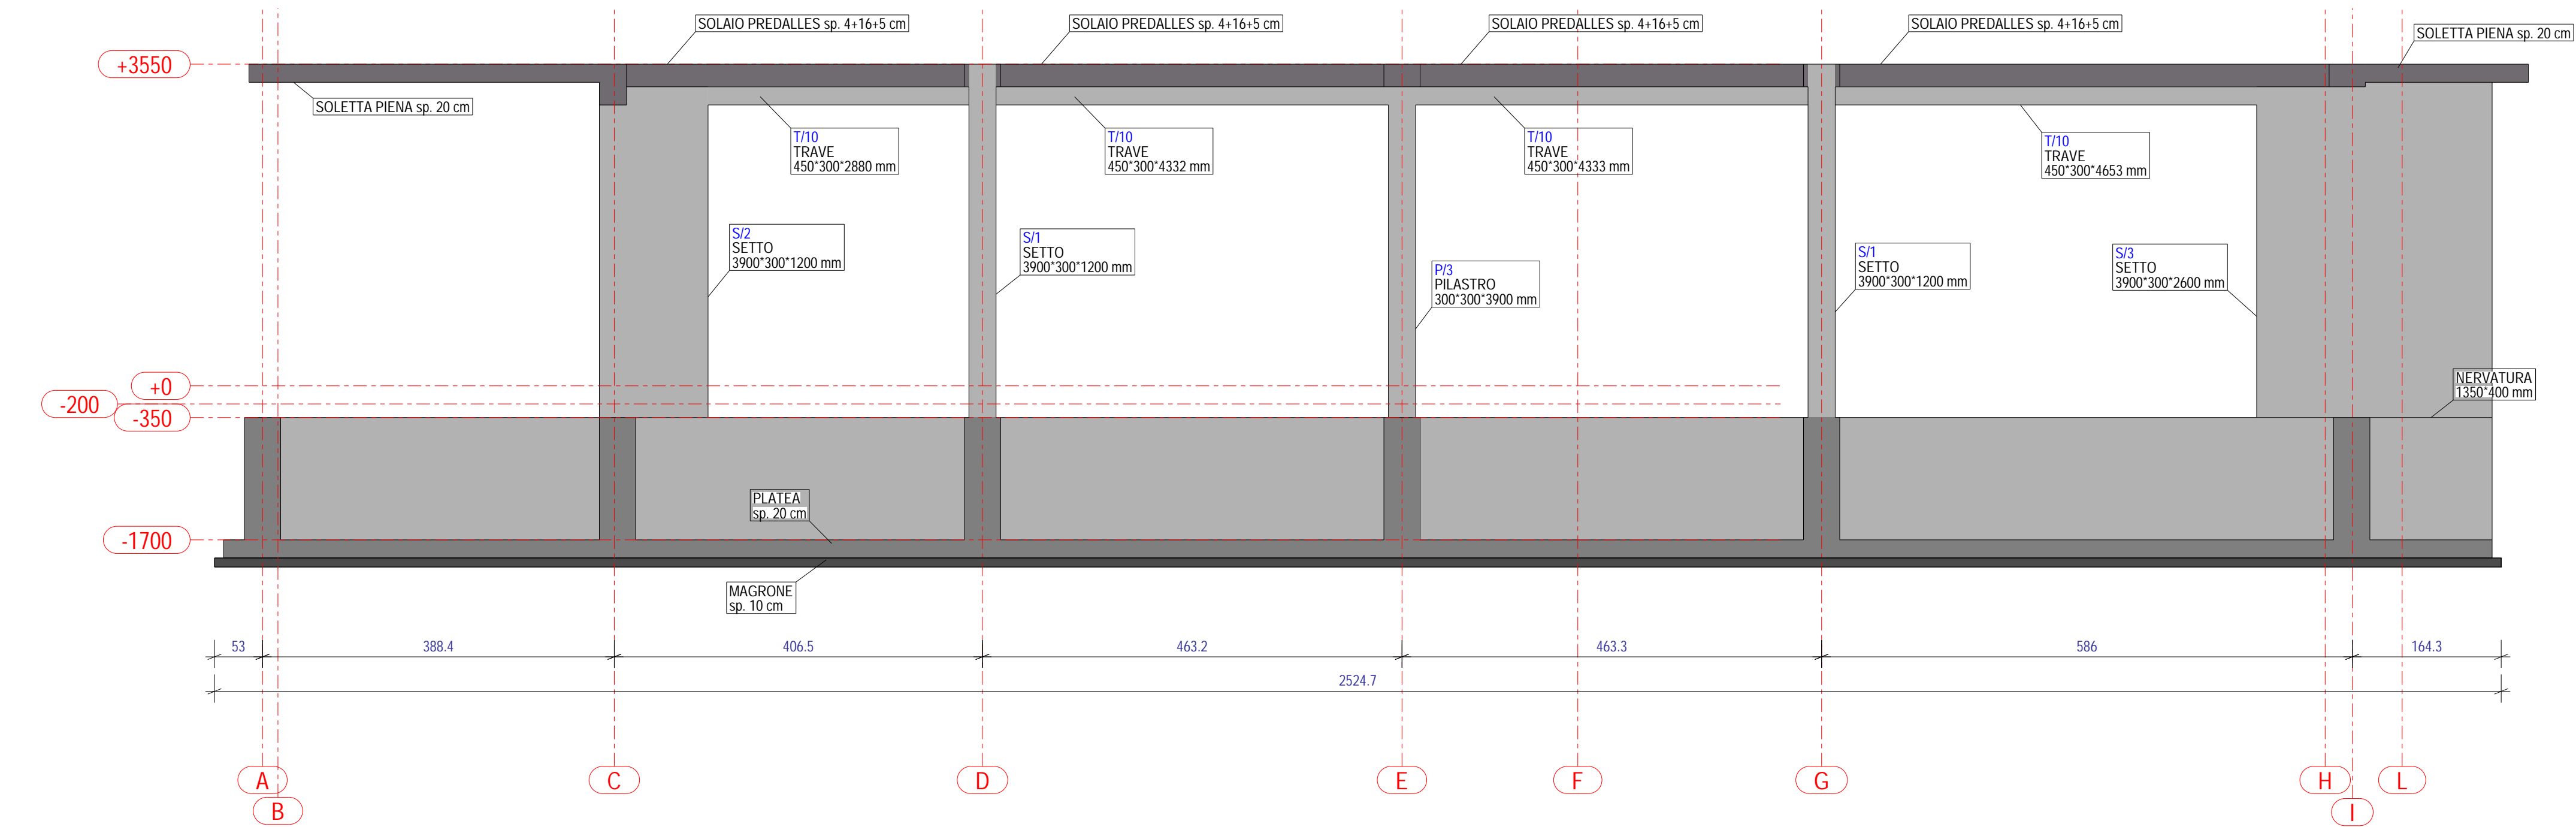 SOLAIO PREDALLES sp. 4+16+5 cm
SOLAIO PREDALLES sp. 4+16+5 cm
SOLAIO PREDALLES sp. 4+16+5 cm
SOLAIO PREDALLES sp. 4+16+5 cm
SOLETTA PIENA sp. 20 cm
+3550
SOLETTA PIENA sp. 20 cm
T/10
TRAVE
450*300*2880 mm
T/10
TRAVE
450*300*4332 mm
T/10
TRAVE
450*300*4333 mm
T/10
TRAVE
450*300*4653 mm
S/2
SETTO
3900*300*1200 mm
S/1
SETTO
3900*300*1200 mm
P/3
PILASTRO
300*300*3900 mm
S/1
SETTO
3900*300*1200 mm
S/3
SETTO
3900*300*2600 mm
+0
-200
-350
NERVATURA
1350*400 mm
PLATEA
sp. 20 cm
-1700
MAGRONE
sp. 10 cm
53
388.4
406.5
463.2
463.3
586
164.3
2524.7
A
B
C
D
E
F
G
H
I
L